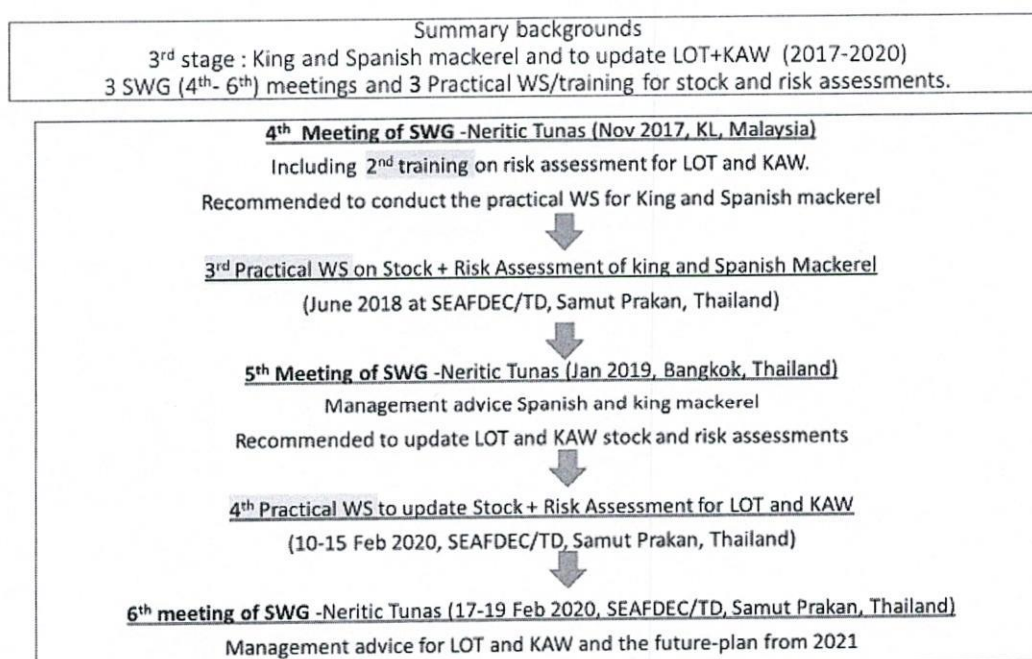 Summary backgrounds
3rd stage : King and Spanish mackerel and to update LOT+KAW (2017-2020)
3 SWG (4th- 6th) meetings and 3 Practical WS/training for stock and risk assessments.
4th Meeting of SWG -Neritic Tunas (Nov 2017, KL, Malaysia)
Including 2nd training on risk assessment for LOT and KAW.
Recommended to conduct the practical WS for King and Spanish mackerel
3rd Practical WS on Stock + Risk Assessment of king and Spanish Mackerel
(June 2018 at SEAFDEC/TD, Samut Prakan, Thailand)
5th Meeting of SWG -Neritic Tunas (Jan 2019, Bangkok, Thailand)
Management advice Spanish and king mackerel
Recommended to update LOT and KAW stock and risk assessments
4th Practical WS to update Stock + Risk Assessment for LOT and KAW
(10-15 Feb 2020, SEAFDEC/TD, Samut Prakan, Thailand)
6th meeting of SWG -Neritic Tunas (17-19 Feb 2020, SEAFDEC/TD, Samut Prakan, Thailand)
Management advice for LOT and KAW and the future-plan from 2021